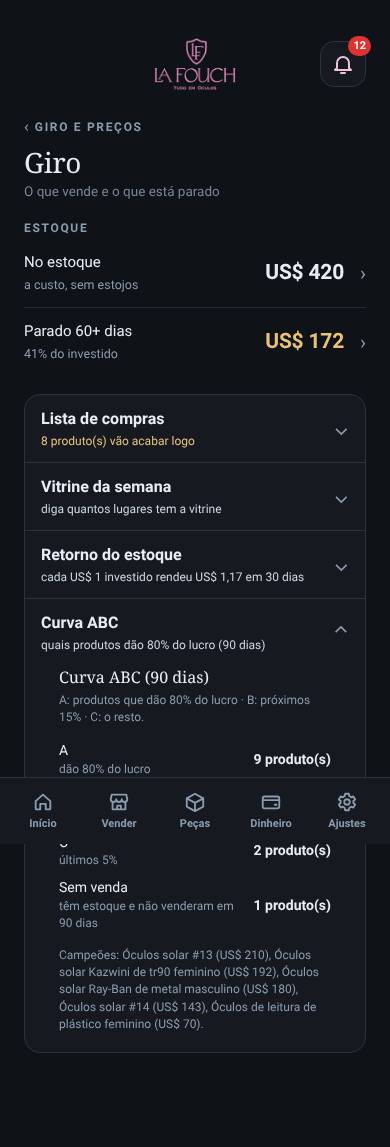 LF
LA FOUCH
TUDO EM ÓCULOS
12
‹ GIRO E PREÇOS
Giro
O que vende e o que está parado
ESTOQUE
No estoque
a custo, sem estojos
US$ 420 ›
Parado 60+ dias
41% do investido
US$ 172 ›
Lista de compras
8 produto(s) vão acabar logo
Vitrine da semana
diga quantos lugares tem a vitrine
Retorno do estoque
cada US$ 1 investido rendeu US$ 1,17 em 30 dias
Curva ABC
quais produtos dão 80% do lucro (90 dias)
Curva ABC (90 dias)
A: produtos que dão 80% do lucro · B: próximos
15% · C: o resto.
A
dão 80% do lucro
9 produto(s)
Início
Vender
Peças
Dinheiro
Ajustes
últimos 5%
2 produto(s)
Sem venda
têm estoque e não venderam em
90 dias
1 produto(s)
Campeões: Óculos solar #13 (US$ 210), Óculos
solar Kazwini de tr90 feminino (US$ 192), Óculos
solar Ray-Ban de metal masculino (US$ 180),
Óculos solar #14 (US$ 143), Óculos de leitura de
plástico feminino (US$ 70).